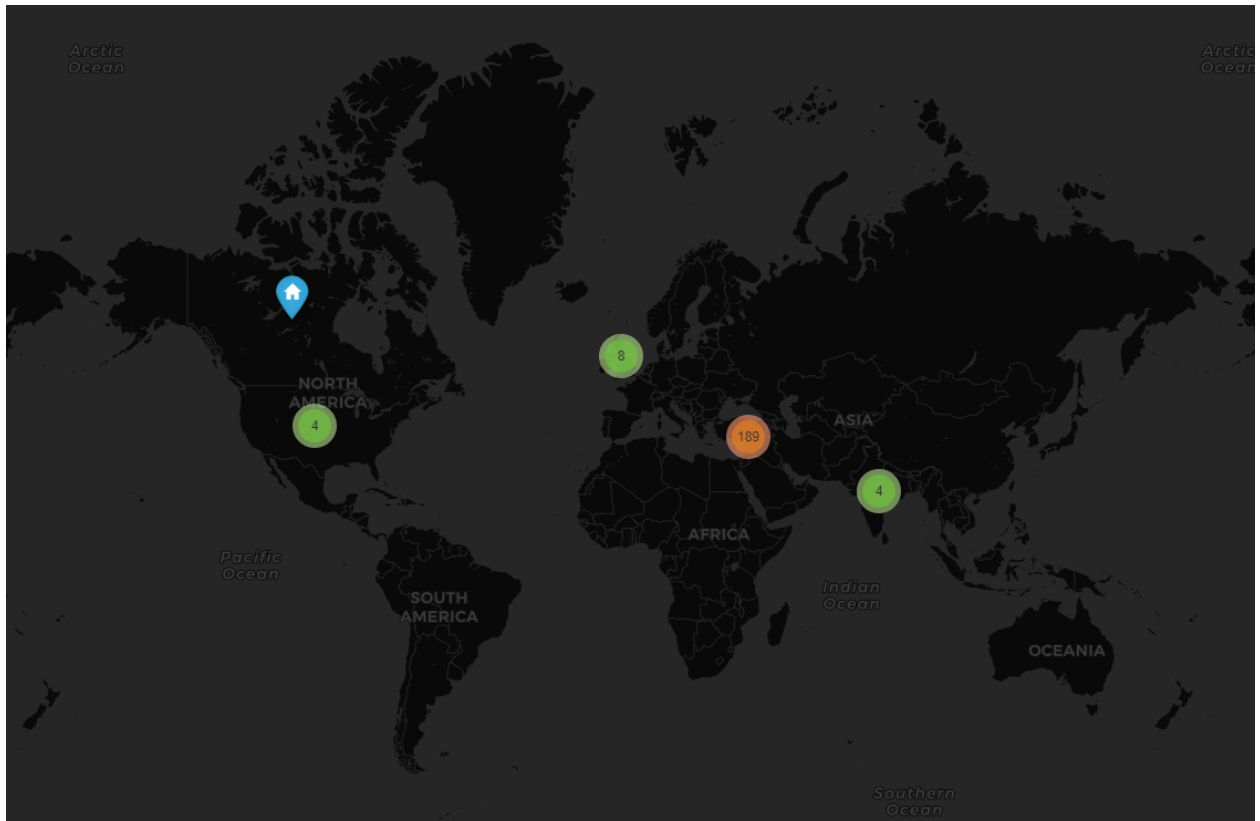 Arctic
Ocean
Arctic
Ocean
8
NORTH
AMERICA
4
189
ASIA
4
AFRICA
Pacific
Ocean
Indian
Ocean
SOUTH
AMERICA
OCEANIA
Southern
Ocean